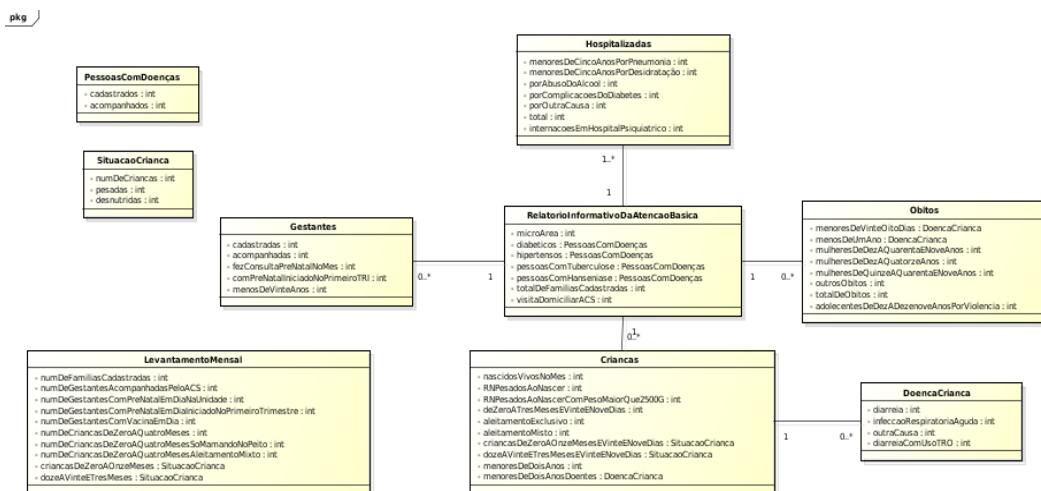 pkg
Hospitalizadas
- menoresDeCincoAnosPorPneumonia : int
- menoresDeCincoAnosPorDesidratação : int
- porAbusoDoAlcool : int
- porComplicacoesDoDiabetes : int
- porOutraCausa : int
- total : int
- internacoesEmHospitalPsiquiatrico : int
PessoasComDoenças
- cadastrados : int
- acompanhados : int
SituacaoCrianca
- numDeCriancas : int
- pesadas : int
- desnutridas : int
1..*
1
Gestantes
- cadastradas : int
- acompanhadas : int
- fezConsultaPreNatalNoMes : int
- comPreNatalIniciadoNoPrimeiroTRI : int
- menosDeVinteAnos : int
0..*
1
RelatorioInformativoDaAtencaoBasica
- microArea : int
- diabeticos : PessoasComDoenças
- hipertensos : PessoasComDoenças
- pessoasComTuberculose : PessoasComDoenças
- pessoasComHanseniase : PessoasComDoenças
- totalDeFamiliasCadastradas : int
- visitaDomiciliarACS : int
1
0..*
Obitos
- menoresDeVinteOitoDias : DoencaCrianca
- menosDeUmAno : DoencaCrianca
- mulheresDeDezAQuarentaENoveAnos : int
- mulheresDeDezAQuatorzeAnos : int
- mulheresDeQuinzeAQuarentaENoveAnos : int
- outrosObitos : int
- totalDeObitos : int
- adolecentesDeDezADezenoveAnosPorViolencia : int
1
0..*
LevantamentoMensal
- numDeFamiliasCadastradas : int
- numDeGestantesAcompanhadasPeloACS : int
- numDeGestantesComPreNatalEmDiaNaUnidade : int
- numDeGestantesComPreNatalEmDiaIniciadoNoPrimeiroTrimestre : int
- numDeGestantesComVacinaEmDia : int
- numDeCriancasDeZeroAQuatroMeses : int
- numDeCriancasDeZeroAQuatroMesesSoMamandoNoPeito : int
- numDeCriancasDeZeroAQuatroMesesAleitamentoMixto : int
- criancasDeZeroAOnzeMeses : SituacaoCrianca
- dozeAVinteETresMeses : SituacaoCrianca
Criancas
- nascidosVivosNoMes : int
- RNPesadosAoNascer : int
- RNPesadosAoNascerComPesoMaiorQue2500G : int
- deZeroATresMesesEVinteENoveDias : int
- aleitamentoExclusivo : int
- aleitamentoMisto : int
- criancasDeZeroAOnzeMesesEVinteENoveDias : SituacaoCrianca
- dozeAVinteETresMesesEVinteENoveDias : SituacaoCrianca
- menoresDeDoisAnos : int
- menoresDeDoisAnosDoentes : DoencaCrianca
1
0..*
DoencaCrianca
- diarreia : int
- infeccaoRespiratoriaAguda : int
- outraCausa : int
- diarreiaComUsoTRO : int